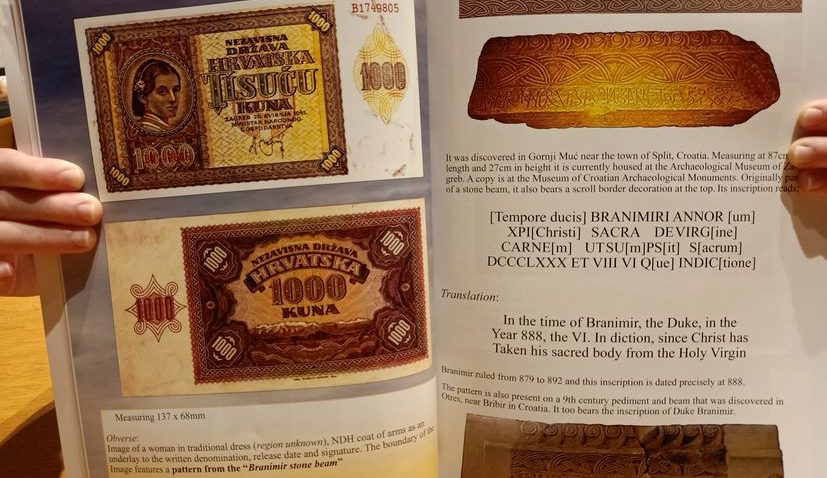 B1749805
1000
1000
NEZAVISNA
DRŽAVA
HRVATSKA
TISUĆU
KUNA
1000
ZAGREB
MINISTAR NARODNOG
GOSPODARSTVA
1000
1000
1000
NEZAVISNA DRŽAVA
HRVATSKA
1000
KUNA
1000
1000
1000
1000
1000
Measuring 137 x 68mm
Obverse:
Image of a woman in traditional dress (region unknown), NDH coat of arms as an
underlay to the written denomination, release date and signature. The boundary of the
Image features a pattern from the “Branimir stone beam”
It was discovered in Gornji Muć near the town of Split, Croatia. Measuring at 87cm
length and 27cm in height it is currently housed at the Archaeological Museum of Za
greb. A copy is at the Museum of Croatian Archaeological Monuments. Originally par
of a stone beam, it also bears a scroll border decoration at the top. Its inscription reads:
[Tempore ducis] BRANIMIRI ANNOR [um]
XPI[Christi] SACRA DEVIRG[ine]
CARNE[m] UTSU[m]PS[it] S[acrum]
DCCCLXXX ET VIII VI Q[ue] INDIC[tione]
Translation:
In the time of Branimir, the Duke, in the
Year 888, the VI. In diction, since Christ has
Taken his sacred body from the Holy Virgin
Branimir ruled from 879 to 892 and this inscription is dated precisely at 888.
The pattern is also present on a 9th century pediment and beam that was discovered in
Otres, near Bribir in Croatia. It too bears the inscription of Duke Branimir.